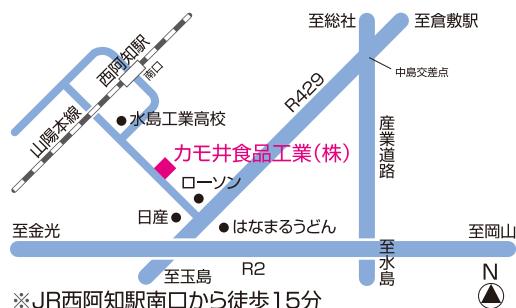 至総社
至倉敷駅
西阿知駅
南口
中島交差点
山陽本線
水島工業高校
R429
産業道路
カモ井食品工業(株)
ローソン
日産
はなまるうどん
至金光
至岡山
至玉島
R2
至水島
N
※JR西阿知駅南口から徒歩15分